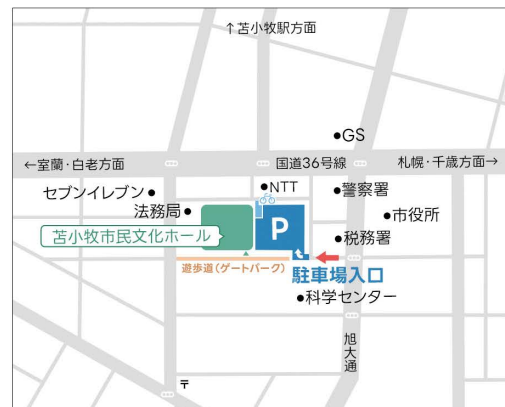 ↑苫小牧駅方面
●GS
←室蘭・白老方面
国道36号線
札幌・千歳方面→
セブンイレブン●
●NTT
●警察署
法務局●
●市役所
苫小牧市民文化ホール
P
●税務署
遊歩道(ゲートパーク)
駐車場入口
●科学センター
旭大通
〒